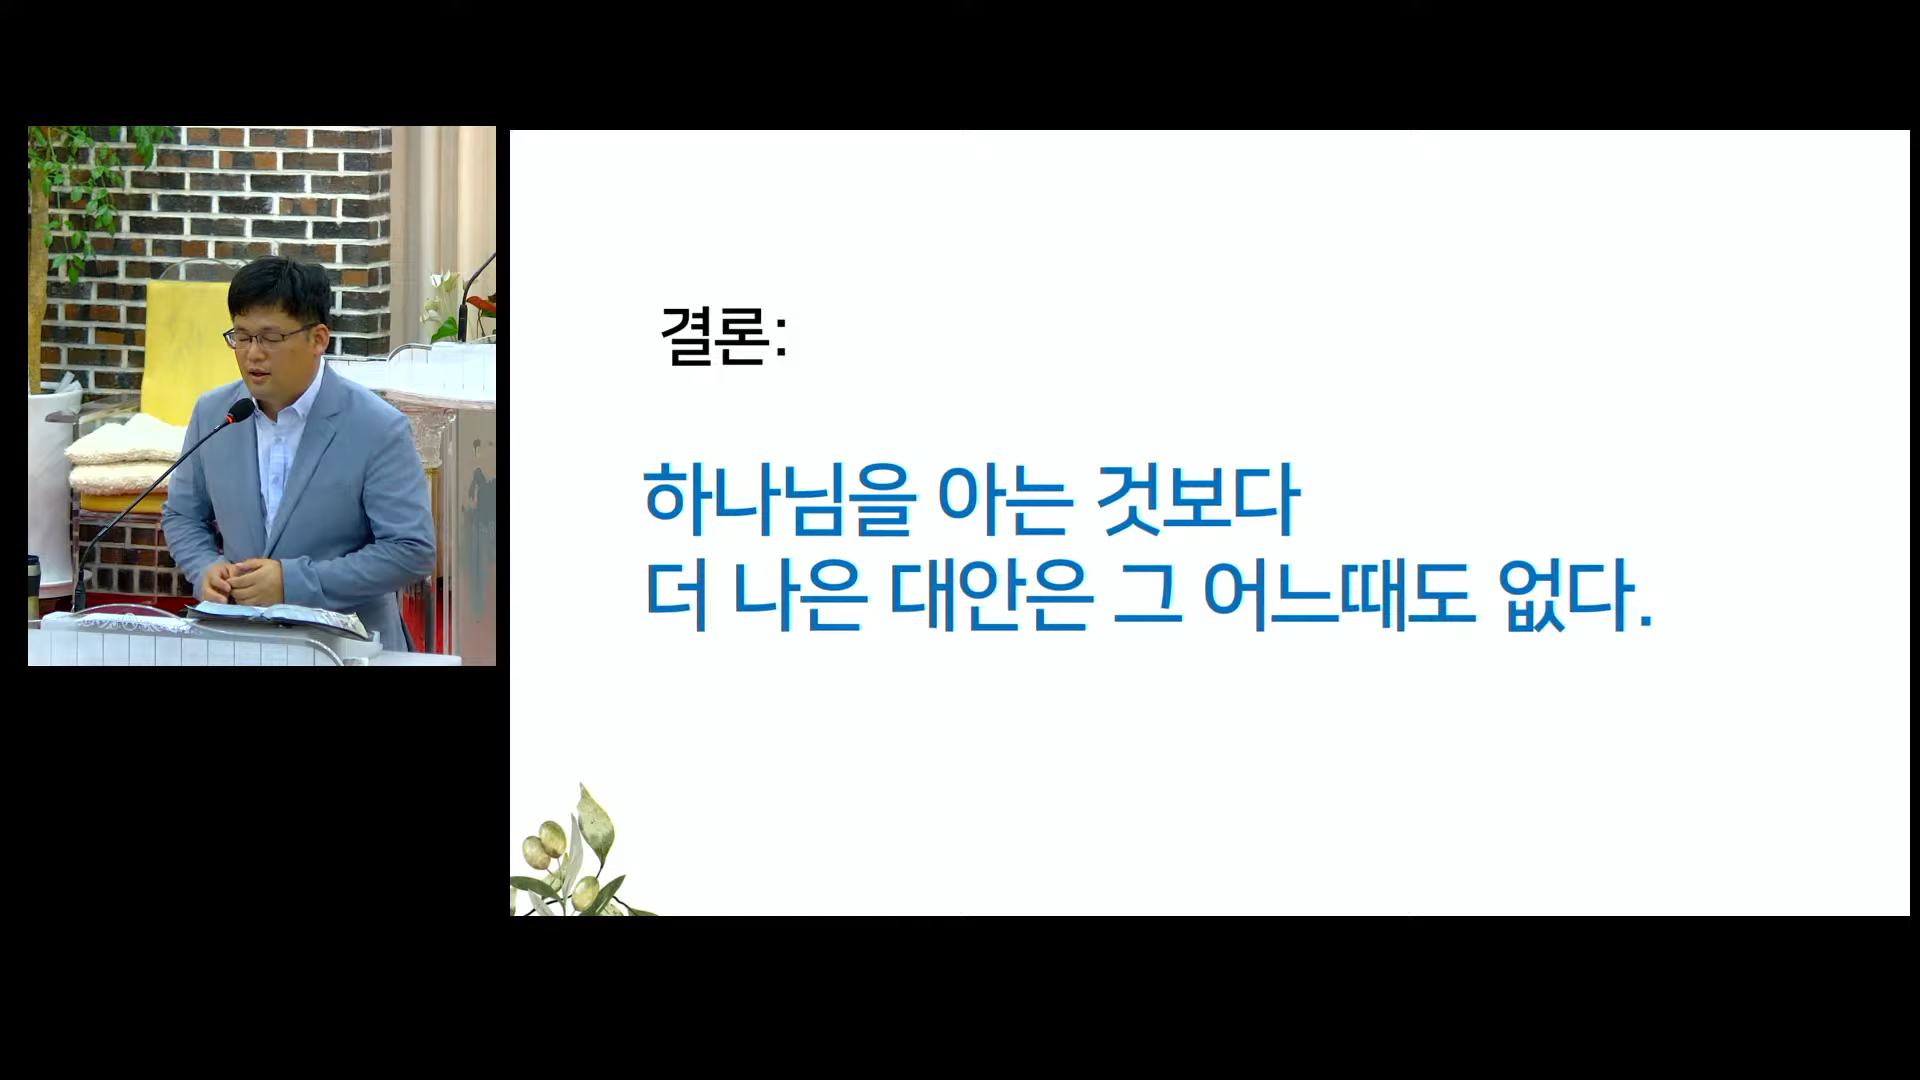 결론:
하나님을 아는 것보다
더 나은 대안은 그 어느때도 없다.